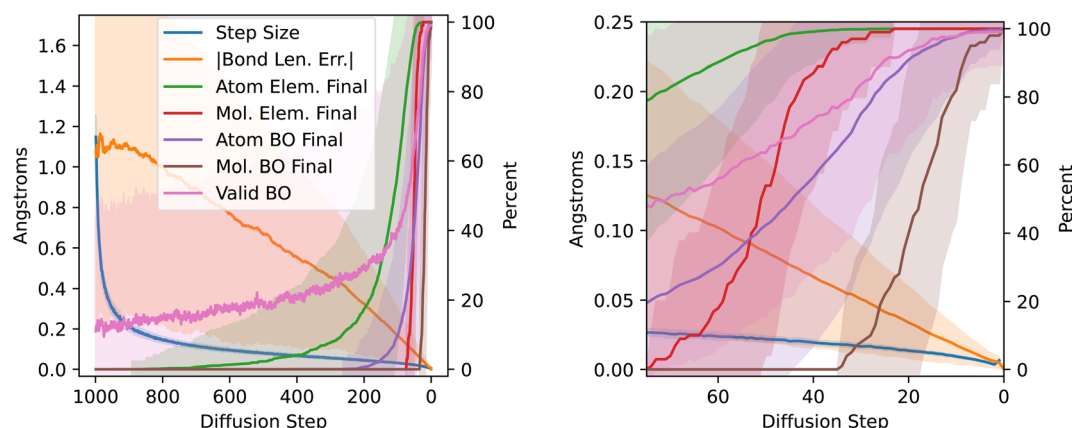 Step Size
|Bond Len. Err.|
Atom Elem. Final
Mol. Elem. Final
Atom BO Final
Mol. BO Final
Valid BO
Angstroms
1.6
1.4
1.2
1.0
0.8
0.6
0.4
0.2
0.0
1000 800 600 400 200 0
Diffusion Step
100
80
60
40
20
0
Percent
Angstroms
0.25
0.20
0.15
0.10
0.05
0.00
60 40 20 0
Diffusion Step
100
80
60
40
20
0
Percent